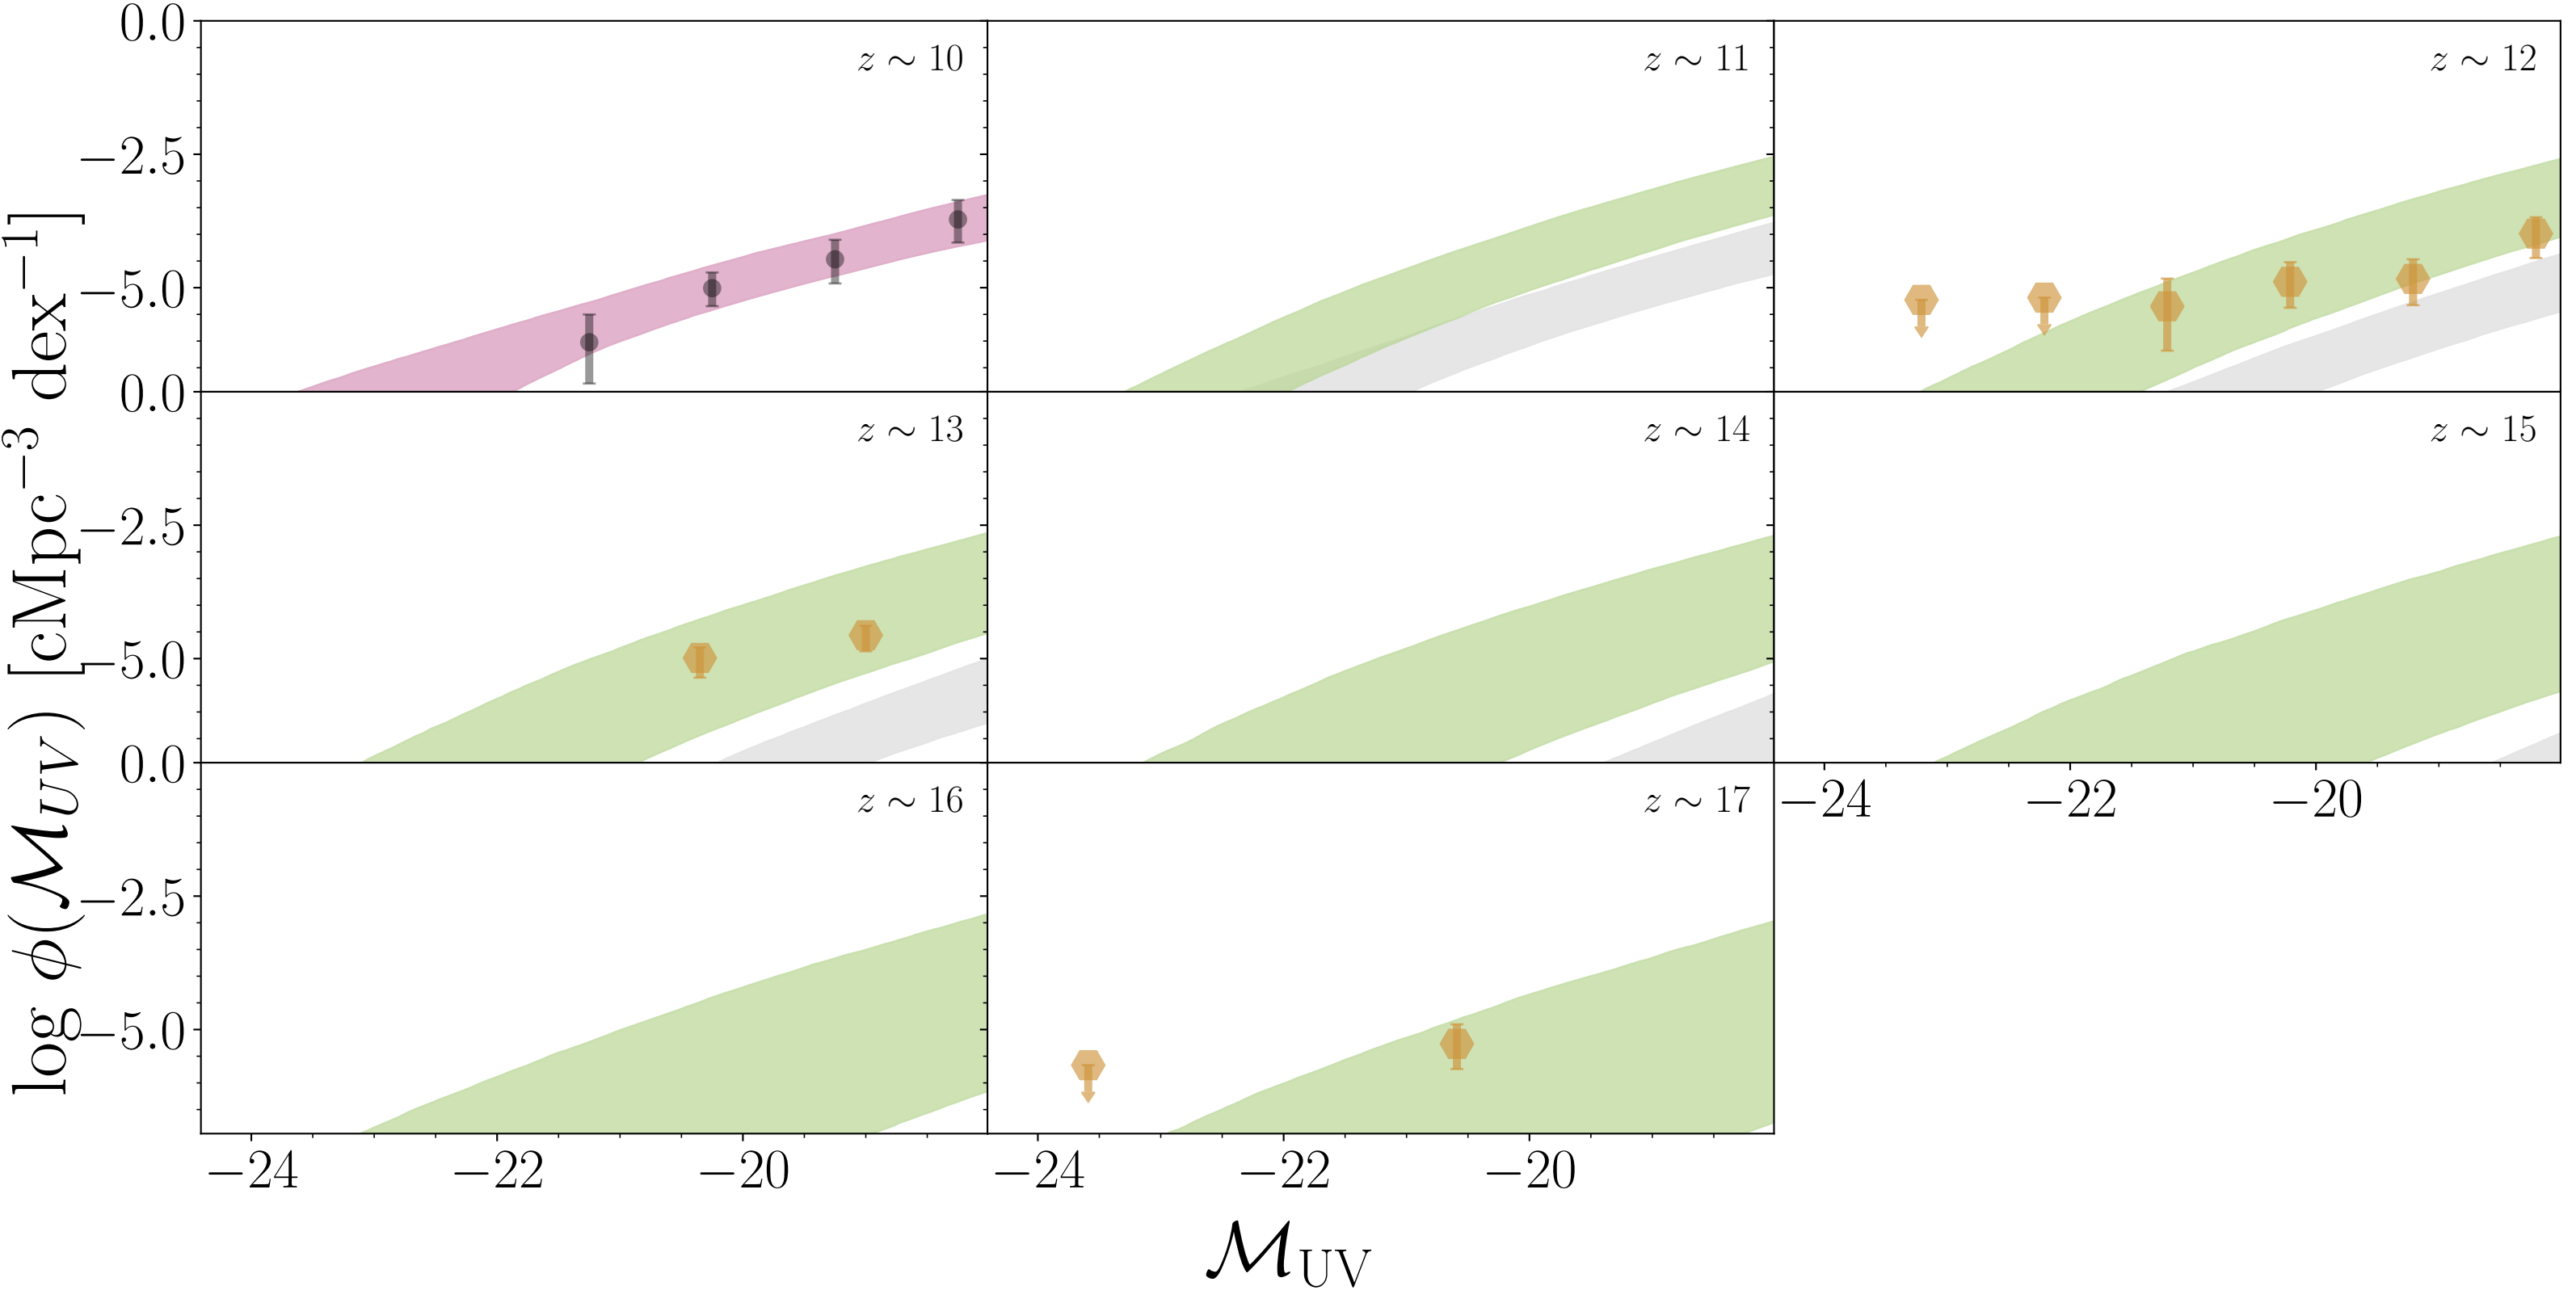 0.0
−2.5
−5.0
z ∼ 10
z ∼ 11
z ∼ 12
0.0
−2.5
−5.0
z ∼ 13
z ∼ 14
z ∼ 15
0.0
−2.5
−5.0
z ∼ 16
z ∼ 17
−24 −22 −20
−24 −22 −20
−24 −22 −20
log ϕ(ℳ_UV) [cMpc⁻³ dex⁻¹]
ℳ_UV